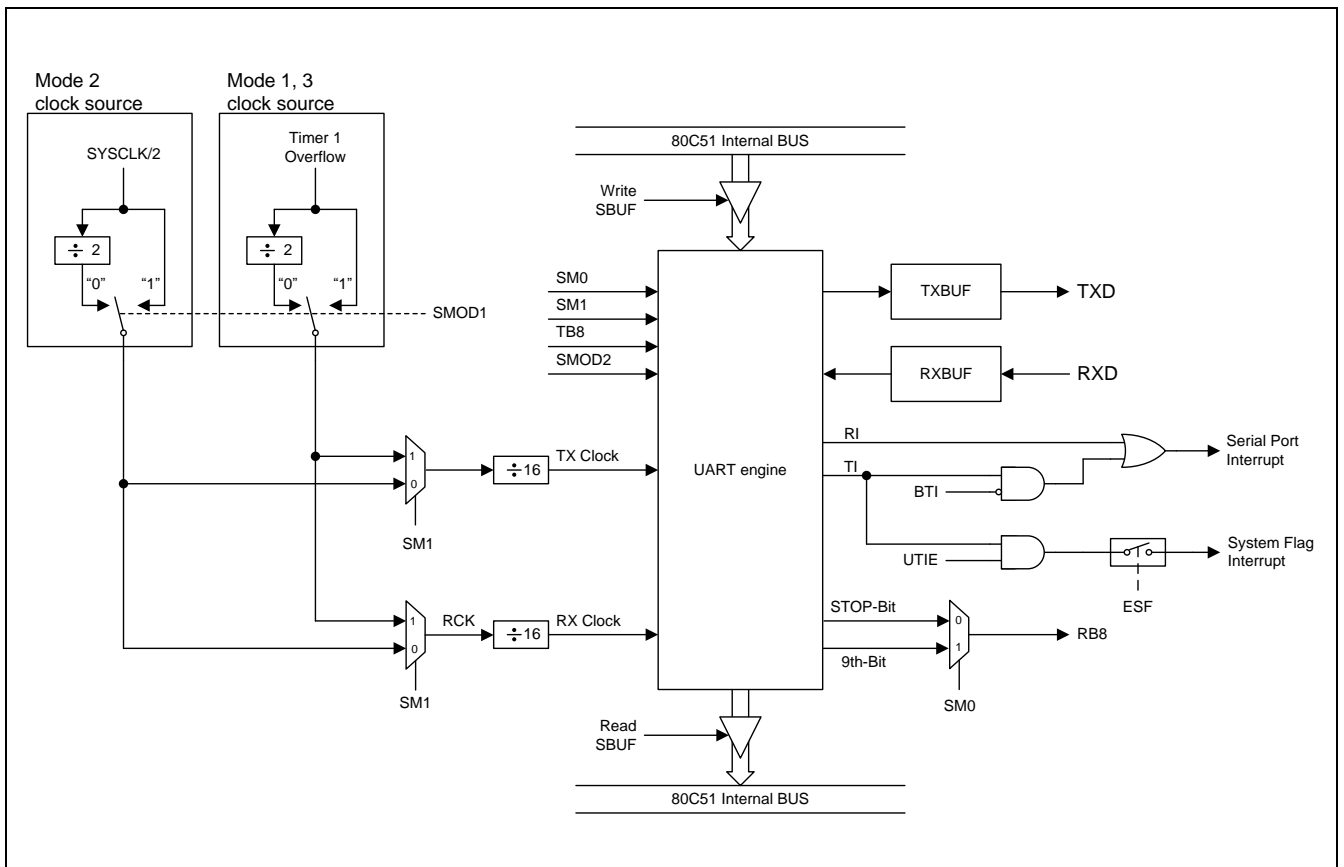 Mode 2
clock source
Mode 1, 3
clock source
SYSCLK/2
Timer 1
Overflow
÷ 2
÷ 2
“0”
“1”
“0”
“1”
SMOD1
80C51 Internal BUS
Write
SBUF
SM0
SM1
TB8
SMOD2
TXBUF
TXD
RXBUF
RXD
UART engine
RI
TI
BTI
Serial Port
Interrupt
UTIE
System Flag
Interrupt
ESF
1
0
÷16
TX Clock
SM1
1
0
RCK
÷16
RX Clock
SM1
STOP-Bit
9th-Bit
0
1
RB8
SM0
Read
SBUF
80C51 Internal BUS